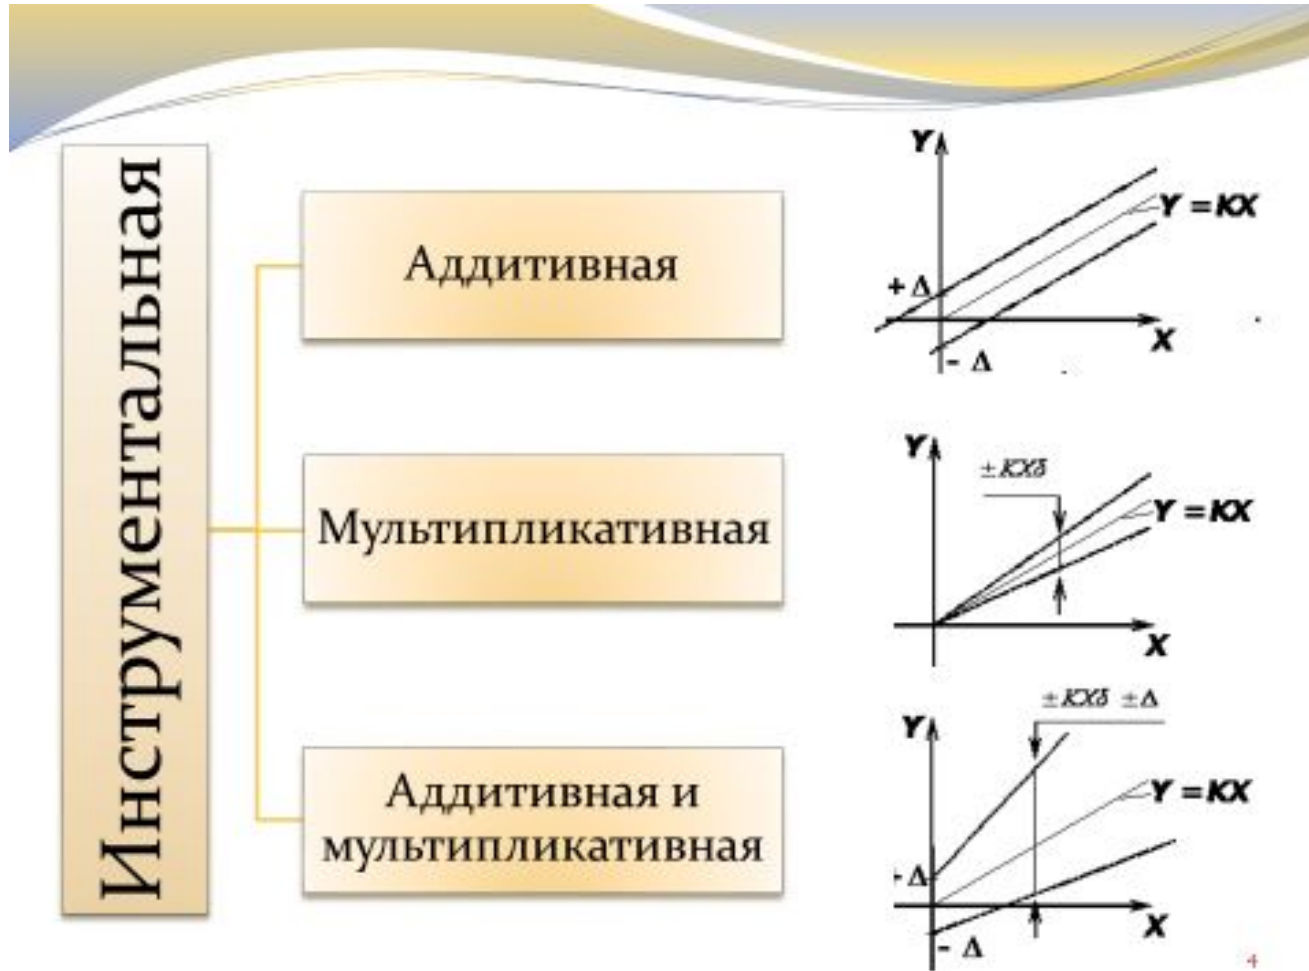 Инструментальная
Аддитивная
Y
Y = KX
+ Δ
X
- Δ
Мультипликативная
Y
± KXδ
Y = KX
X
Аддитивная и
мультипликативная
± KXδ ± Δ
Y
Y = KX
+ Δ
X
- Δ
4